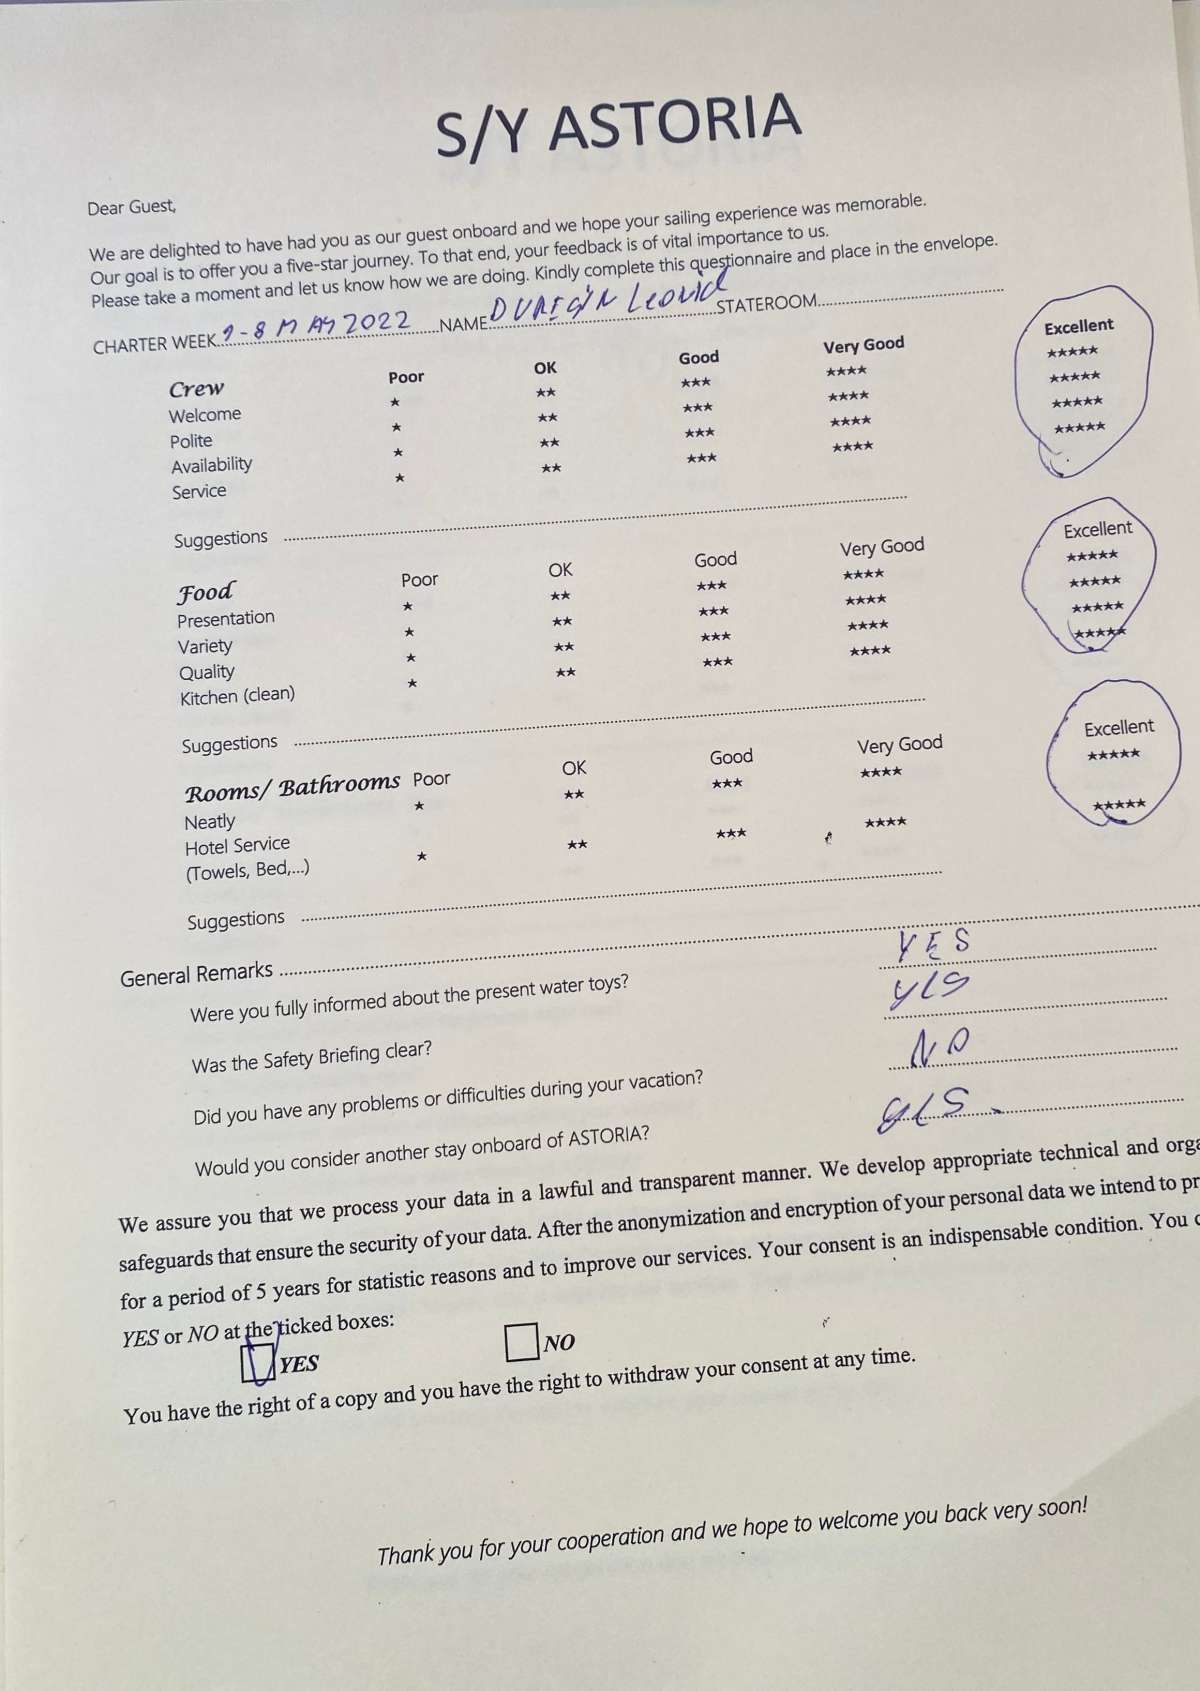 S/Y ASTORIA
Dear Guest,
We are delighted to have had you as our guest onboard and we hope your sailing experience was memorable.
Our goal is to offer you a five-star journey. To that end, your feedback is of vital importance to us.
Please take a moment and let us know how we are doing. Kindly complete this questionnaire and place in the envelope.
CHARTER WEEK - 8 MAY 2022 NAME Leonid STATEROOM
Crew Poor OK Good Very Good Excellent
Welcome ★ ★★ ★★★ ★★★★ ★★★★★
Polite ★ ★★ ★★★ ★★★★ ★★★★★
Availability ★ ★★ ★★★ ★★★★ ★★★★★
Service ★ ★★ ★★★ ★★★★ ★★★★★
Suggestions
Food Poor OK Good Very Good Excellent
Presentation ★ ★★ ★★★ ★★★★ ★★★★★
Variety ★ ★★ ★★★ ★★★★ ★★★★★
Quality ★ ★★ ★★★ ★★★★ ★★★★★
Kitchen (clean) ★ ★★ ★★★ ★★★★ ★★★★★
Suggestions
Rooms/ Bathrooms Poor OK Good Very Good Excellent
Neatly ★ ★★ ★★★ ★★★★ ★★★★★
Hotel Service
(Towels, Bed,...) ★ ★★ ★★★ ★★★★ ★★★★★
Suggestions
General Remarks
Were you fully informed about the present water toys? YES
Was the Safety Briefing clear? YES
Did you have any problems or difficulties during your vacation? NO
Would you consider another stay onboard of ASTORIA? YES
We assure you that we process your data in a lawful and transparent manner. We develop appropriate technical and orga
safeguards that ensure the security of your data. After the anonymization and encryption of your personal data we intend to pr
for a period of 5 years for statistic reasons and to improve our services. Your consent is an indispensable condition. You c
YES or NO at the ticked boxes:
YES NO
You have the right of a copy and you have the right to withdraw your consent at any time.
Thank you for your cooperation and we hope to welcome you back very soon!